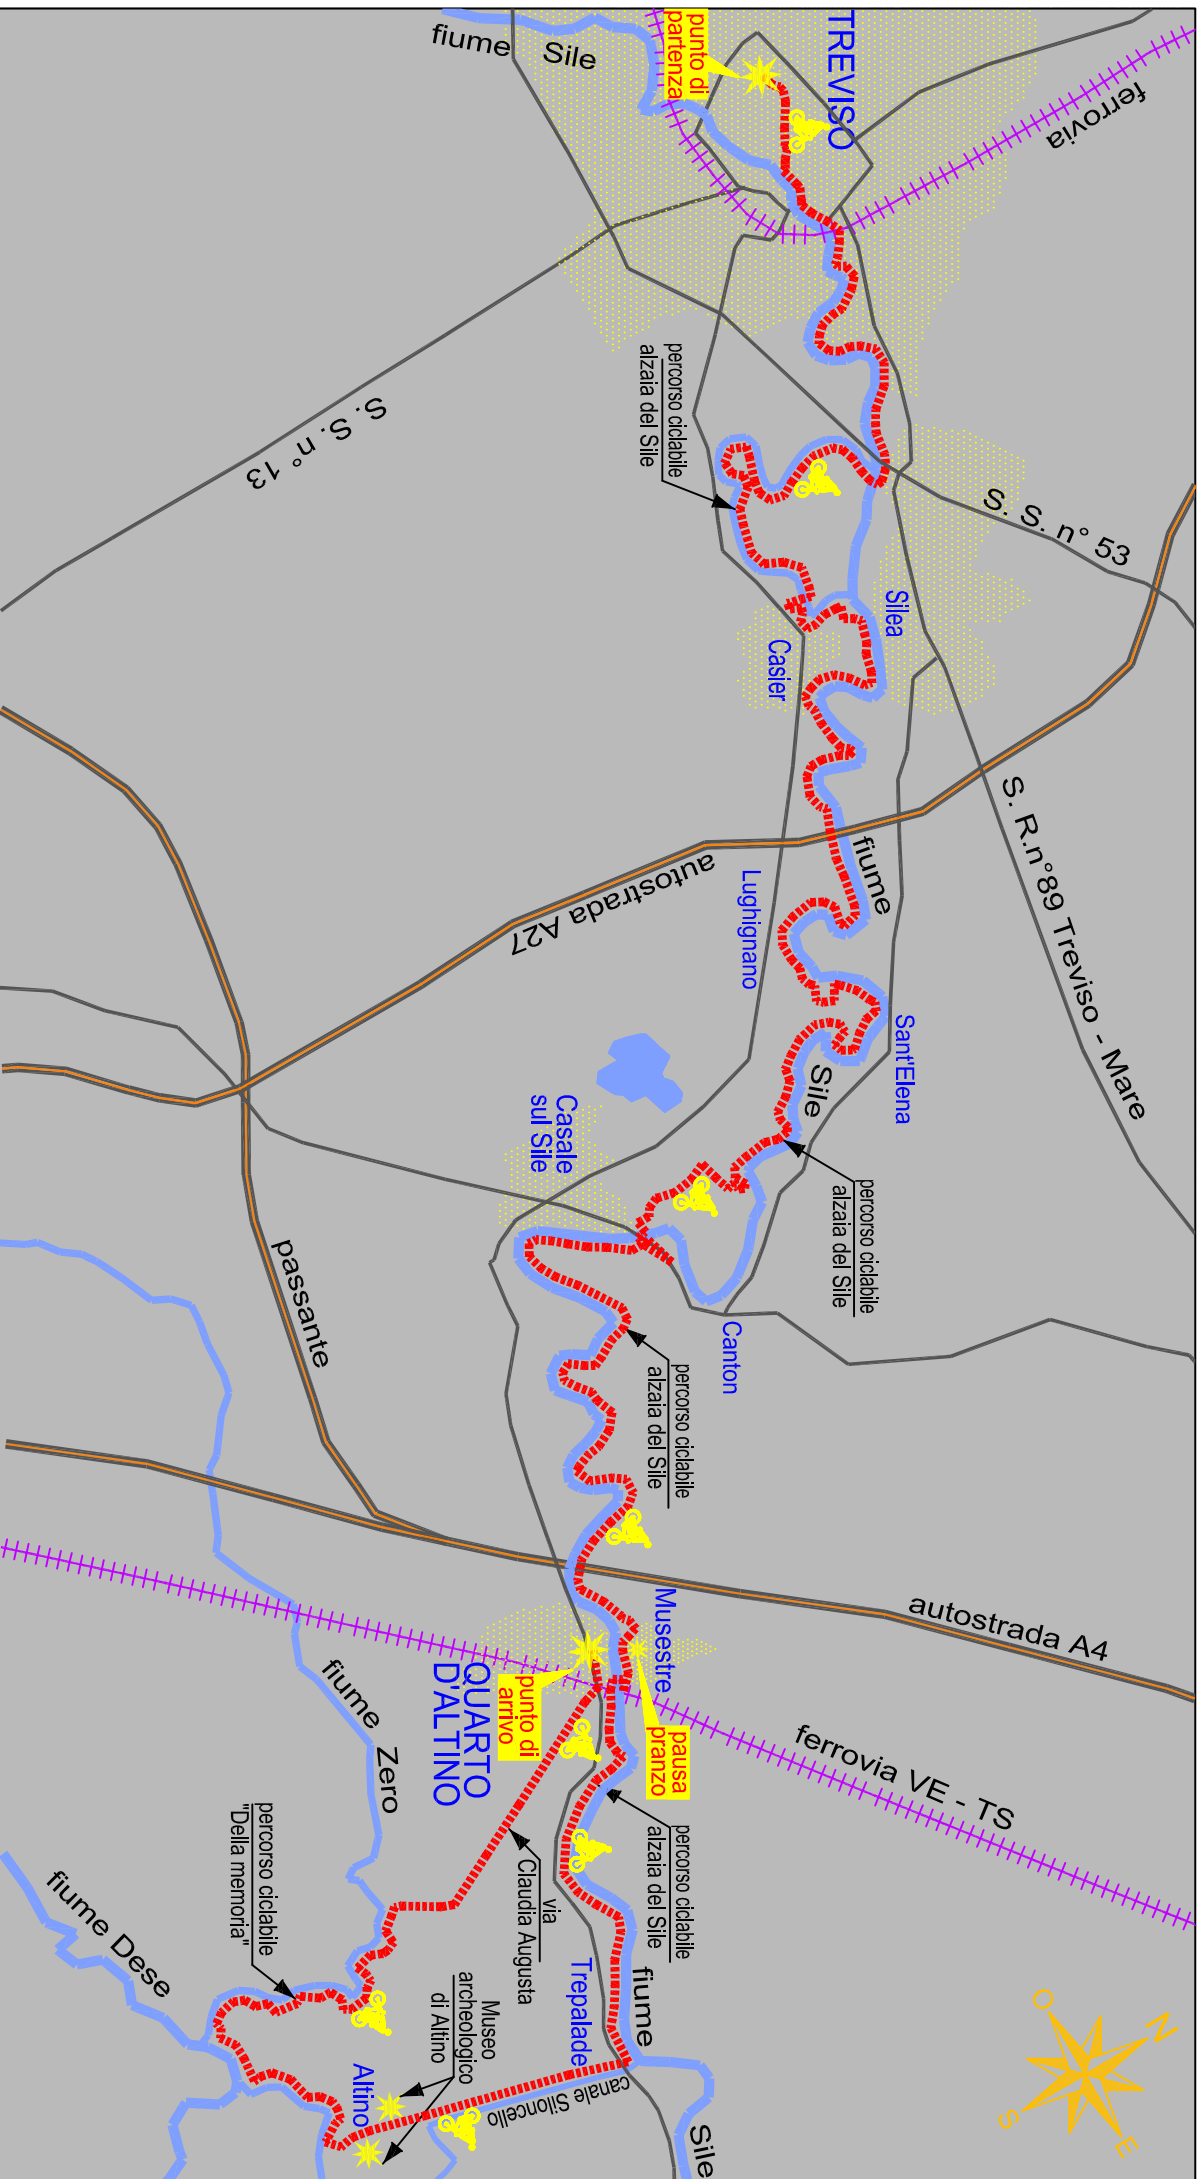 TREVISO
punto di
partenza
fiume
Sile
ferrovia
S. S. n° 13
percorso ciclabile
alzaia del Sile
S. S. n° 53
Silea
Casier
S. R.n°89 Treviso - Mare
fiume
autostrada A27
Lughignano
Sant'Elena
Sile
Casale
sul Sile
percorso ciclabile
alzaia del Sile
passante
Canton
percorso ciclabile
alzaia del Sile
autostrada A4
Musestre
QUARTO
D'ALTINO
punto di
arrivo
pausa
pranzo
ferrovia VE - TS
fiume
Zero
percorso ciclabile
alzaia del Sile
via
Claudia Augusta
percorso ciclabile
"Della memoria"
fiume Dese
Trepalade
fiume
Museo
archeologico
di Altino
Altino
canale Siloncello
Sile
N
O
S
E